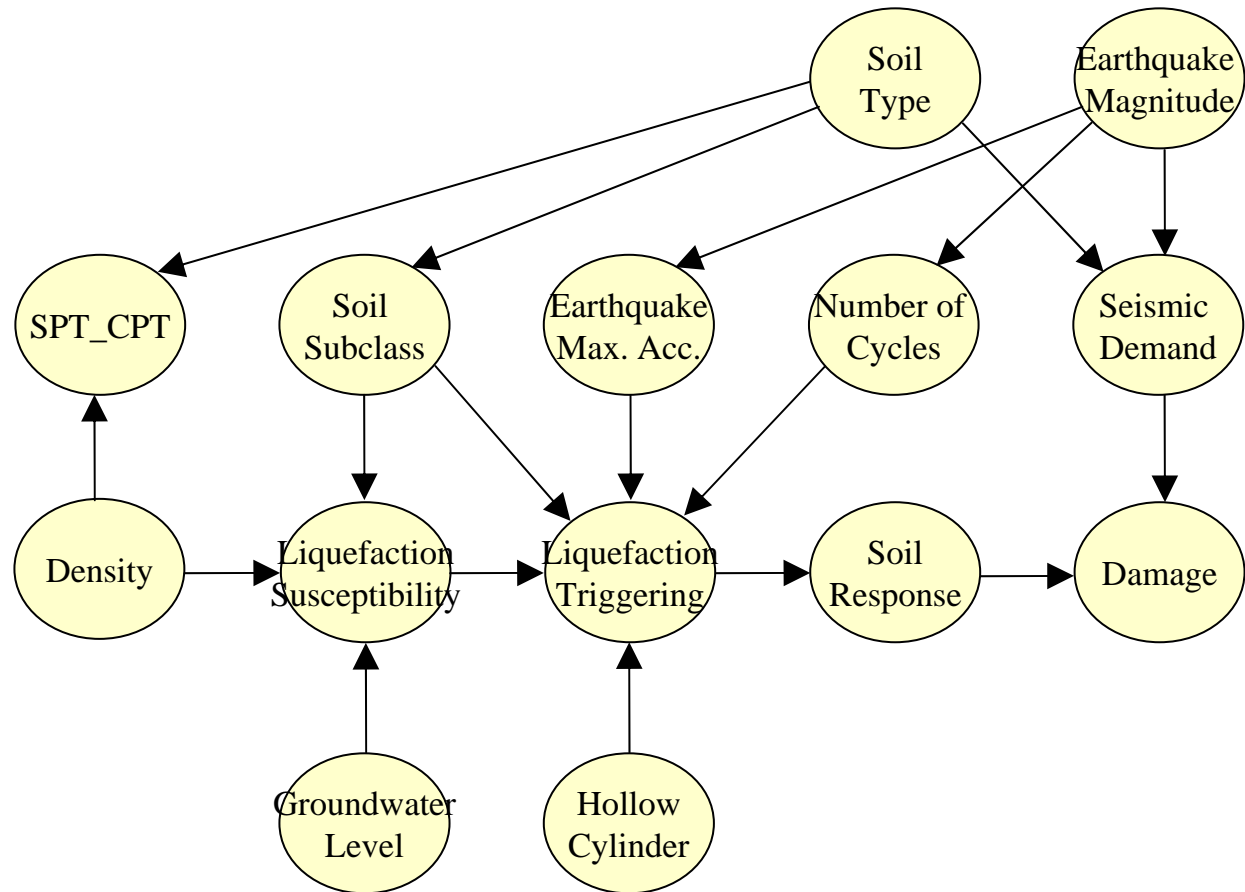 Soil
Type
Earthquake
Magnitude
SPT_CPT
Soil
Subclass
Earthquake
Max. Acc.
Number of
Cycles
Seismic
Demand
Density
Liquefaction
Susceptibility
Liquefaction
Triggering
Soil
Response
Damage
Groundwater
Level
Hollow
Cylinder